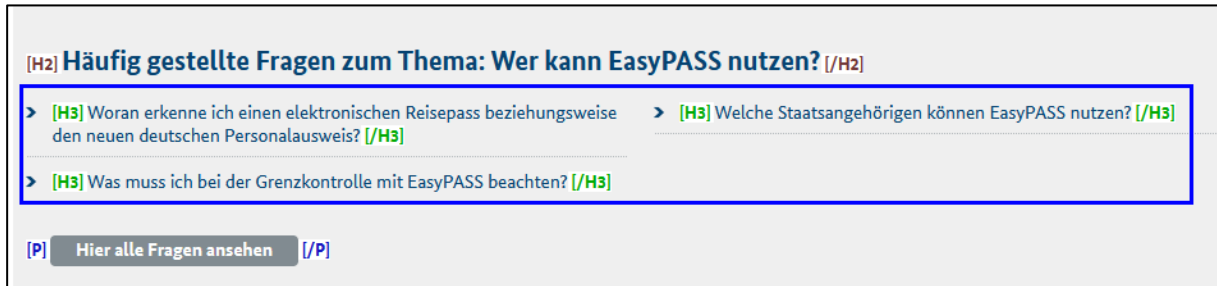 [H2] Häufig gestellte Fragen zum Thema: Wer kann EasyPASS nutzen? [/H2]
[H3] Woran erkenne ich einen elektronischen Reisepass beziehungsweise
den neuen deutschen Personalausweis? [/H3]
[H3] Was muss ich bei der Grenzkontrolle mit EasyPASS beachten? [/H3]
[H3] Welche Staatsangehörigen können EasyPASS nutzen? [/H3]
[P] Hier alle Fragen ansehen [/P]